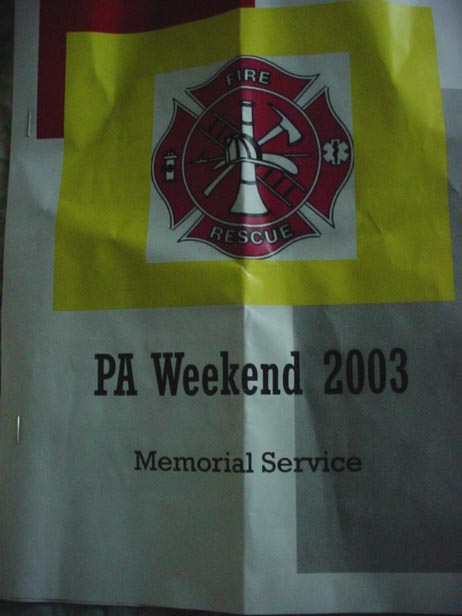 FIRE
RESCUE
PA Weekend 2003
Memorial Service